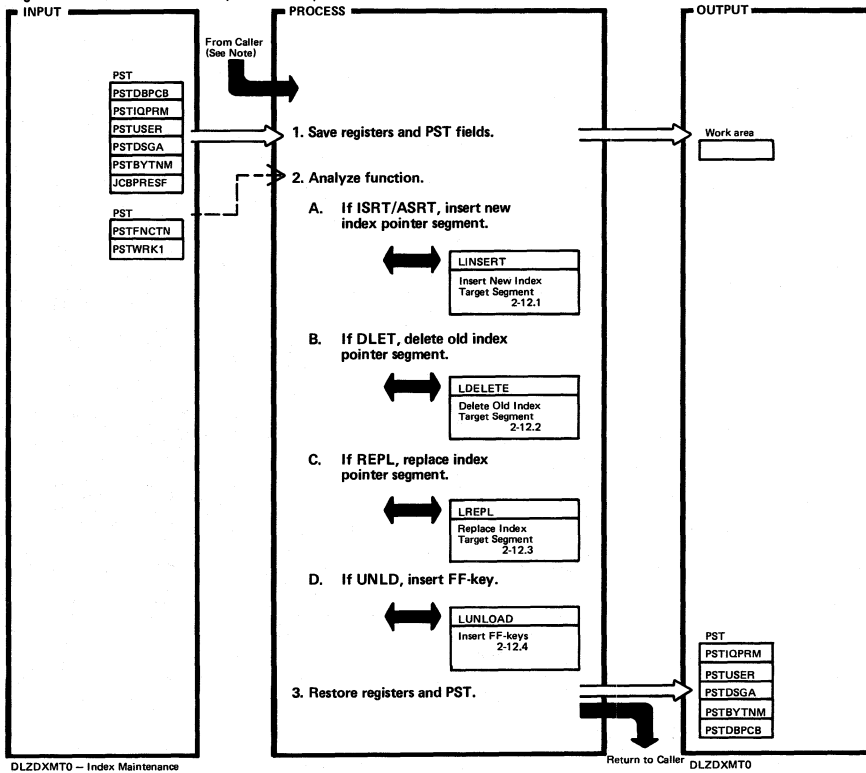 INPUT
PROCESS
OUTPUT
From Caller
(See Note)
PST
PSTDBPCB
PSTIQPRM
PSTUSER
PSTDSGA
PSTBYTNM
JCBPRESF
1. Save registers and PST fields.
Work area
2. Analyze function.
PST
PSTFNCTN
PSTWRK1
A. If ISRT/ASRT, insert new
index pointer segment.
LINSERT
Insert New Index
Target Segment
2-12.1
B. If DLET, delete old index
pointer segment.
LDELETE
Delete Old Index
Target Segment
2-12.2
C. If REPL, replace index
pointer segment.
LREPL
Replace Index
Target Segment
2-12.3
D. If UNLD, insert FF-key.
LUNLOAD
Insert FF-keys
2-12.4
3. Restore registers and PST.
PST
PSTIQPRM
PSTUSER
PSTDSGA
PSTBYTNM
PSTDBPCB
Return to Caller
DLZDXMT0 – Index Maintenance
DLZDXMT0